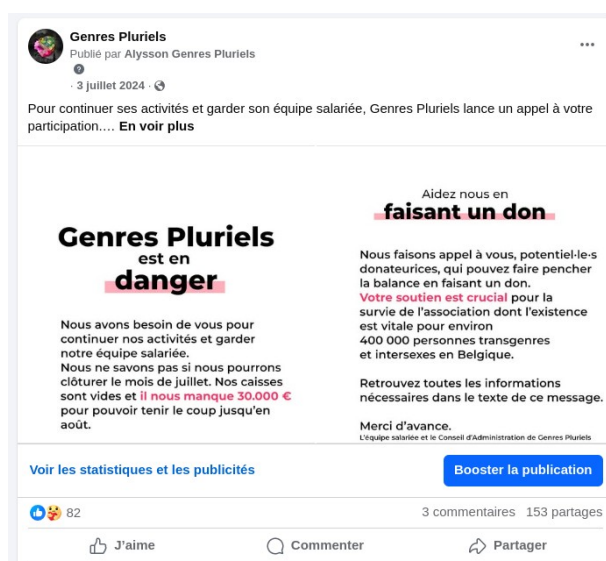 Genres Pluriels
Publié par Alysson Genres Pluriels
· 3 juillet 2024 ·
Pour continuer ses activités et garder son équipe salariée, Genres Pluriels lance un appel à votre
participation.… En voir plus
Genres Pluriels
est en
danger
Nous avons besoin de vous pour
continuer nos activités et garder
notre équipe salariée.
Nous ne savons pas si nous pourrons
clôturer le mois de juillet. Nos caisses
sont vides et il nous manque 30.000 €
pour pouvoir tenir le coup jusqu’en
août.
Aidez nous en
faisant un don
Nous faisons appel à vous, potentiel·le·s
donateurices, qui pouvez faire pencher
la balance en faisant un don.
Votre soutien est crucial pour la
survie de l’association dont l’existence
est vitale pour environ
400 000 personnes transgenres
et intersexes en Belgique.
Retrouvez toutes les informations
nécessaires dans le texte de ce message.
Merci d’avance.
L’équipe salariée et le Conseil d’Administration de Genres Pluriels
Voir les statistiques et les publicités
Booster la publication
82
3 commentaires 153 partages
J’aime
Commenter
Partager